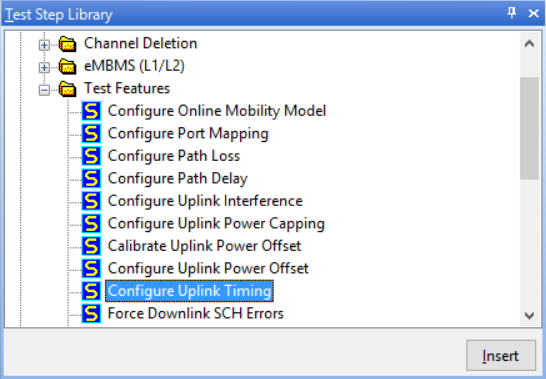 Test Step Library
Channel Deletion
eMBMS (L1/L2)
Test Features
Configure Online Mobility Model
Configure Port Mapping
Configure Path Loss
Configure Path Delay
Configure Uplink Interference
Configure Uplink Power Capping
Calibrate Uplink Power Offset
Configure Uplink Power Offset
Configure Uplink Timing
Force Downlink SCH Errors
Insert